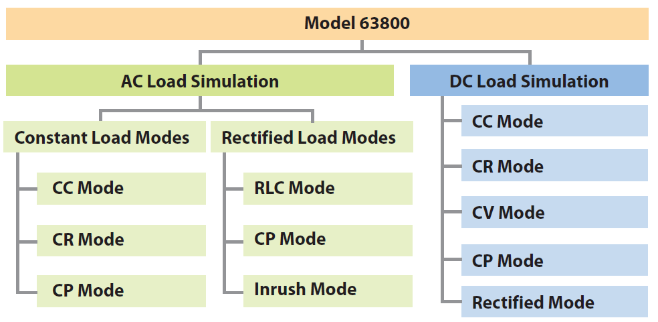 Model 63800
AC Load Simulation
DC Load Simulation
Constant Load Modes
Rectified Load Modes
CC Mode
CR Mode
CP Mode
RLC Mode
CP Mode
Inrush Mode
CC Mode
CR Mode
CV Mode
CP Mode
Rectified Mode